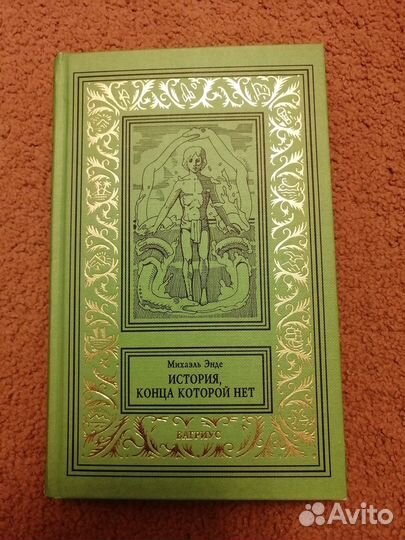 Михаэль Энде
ИСТОРИЯ,
КОНЦА КОТОРОЙ НЕТ
ВАГРИУС
Avito